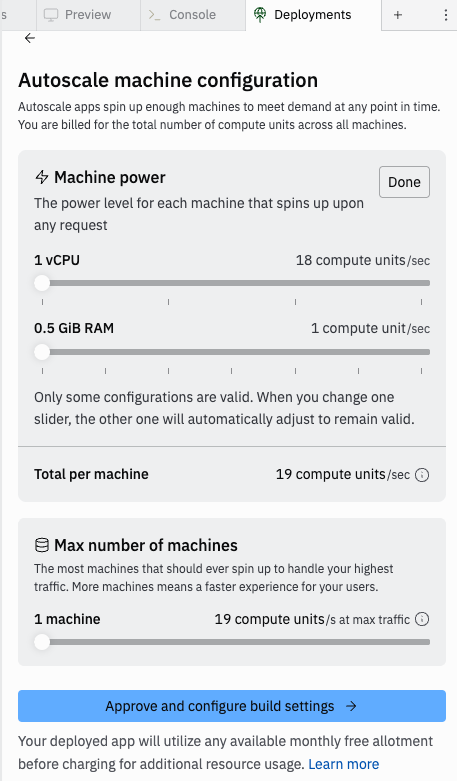 s Preview Console Deployments
Autoscale machine configuration
Autoscale apps spin up enough machines to meet demand at any point in time.
You are billed for the total number of compute units across all machines.
Machine power
Done
The power level for each machine that spins up upon
any request
1 vCPU 18 compute units/sec
0.5 GiB RAM 1 compute unit/sec
Only some configurations are valid. When you change one
slider, the other one will automatically adjust to remain valid.
Total per machine 19 compute units/sec
Max number of machines
The most machines that should ever spin up to handle your highest
traffic. More machines means a faster experience for your users.
1 machine 19 compute units/s at max traffic
Approve and configure build settings
Your deployed app will utilize any available monthly free allotment
before charging for additional resource usage. Learn more